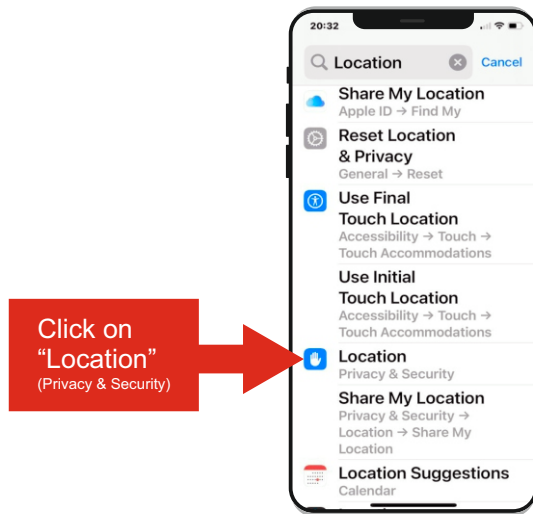 20:32
Location
Cancel
Share My Location
Apple ID → Find My
Reset Location
& Privacy
General → Reset
Use Final
Touch Location
Accessibility → Touch →
Touch Accommodations
Use Initial
Touch Location
Accessibility → Touch →
Touch Accommodations
Click on
“Location”
(Privacy & Security)
Location
Privacy & Security
Share My Location
Privacy & Security →
Location → Share My
Location
Location Suggestions
Calendar